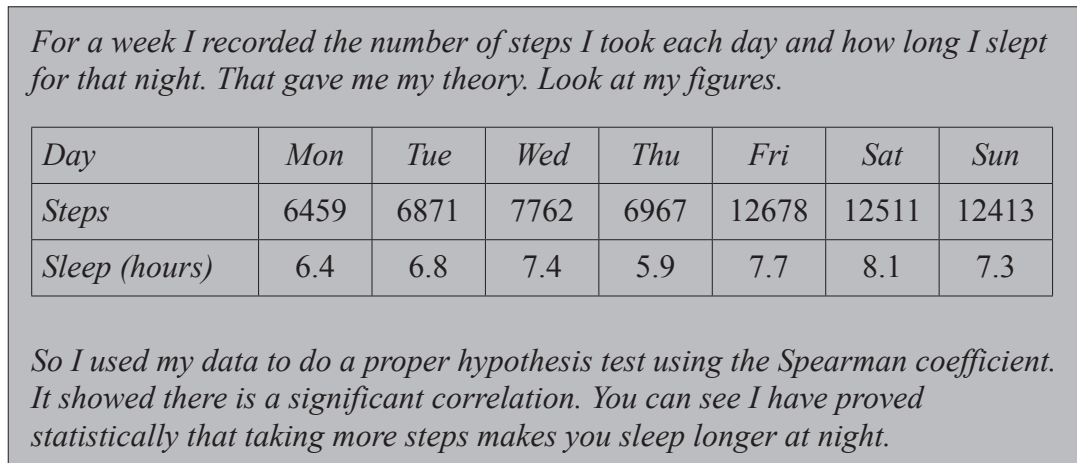 For a week I recorded the number of steps I took each day and how long I slept
for that night. That gave me my theory. Look at my figures.
Day Mon Tue Wed Thu Fri Sat Sun
Steps 6459 6871 7762 6967 12678 12511 12413
Sleep (hours) 6.4 6.8 7.4 5.9 7.7 8.1 7.3
So I used my data to do a proper hypothesis test using the Spearman coefficient.
It showed there is a significant correlation. You can see I have proved
statistically that taking more steps makes you sleep longer at night.